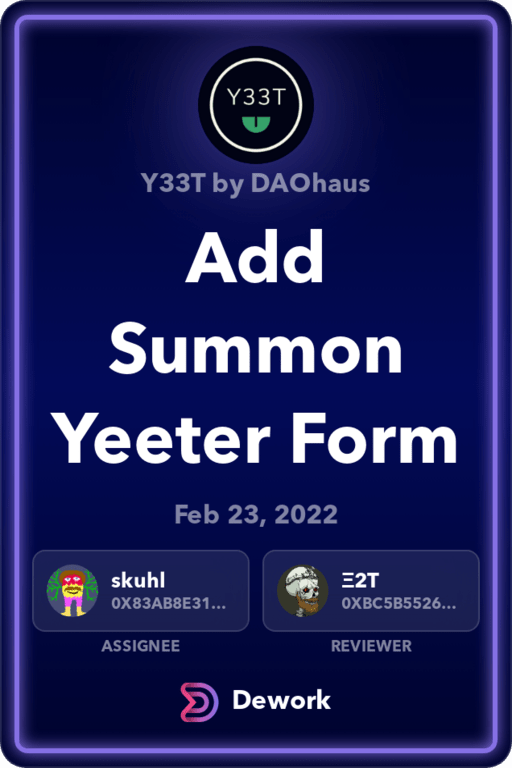 Y33T
Y33T by DAOhaus
Add
Summon
Yeeter Form
Feb 23, 2022
skuhl
0X83AB8E31...
Ξ2T
0XBC5B5526...
ASSIGNEE
REVIEWER
Dework